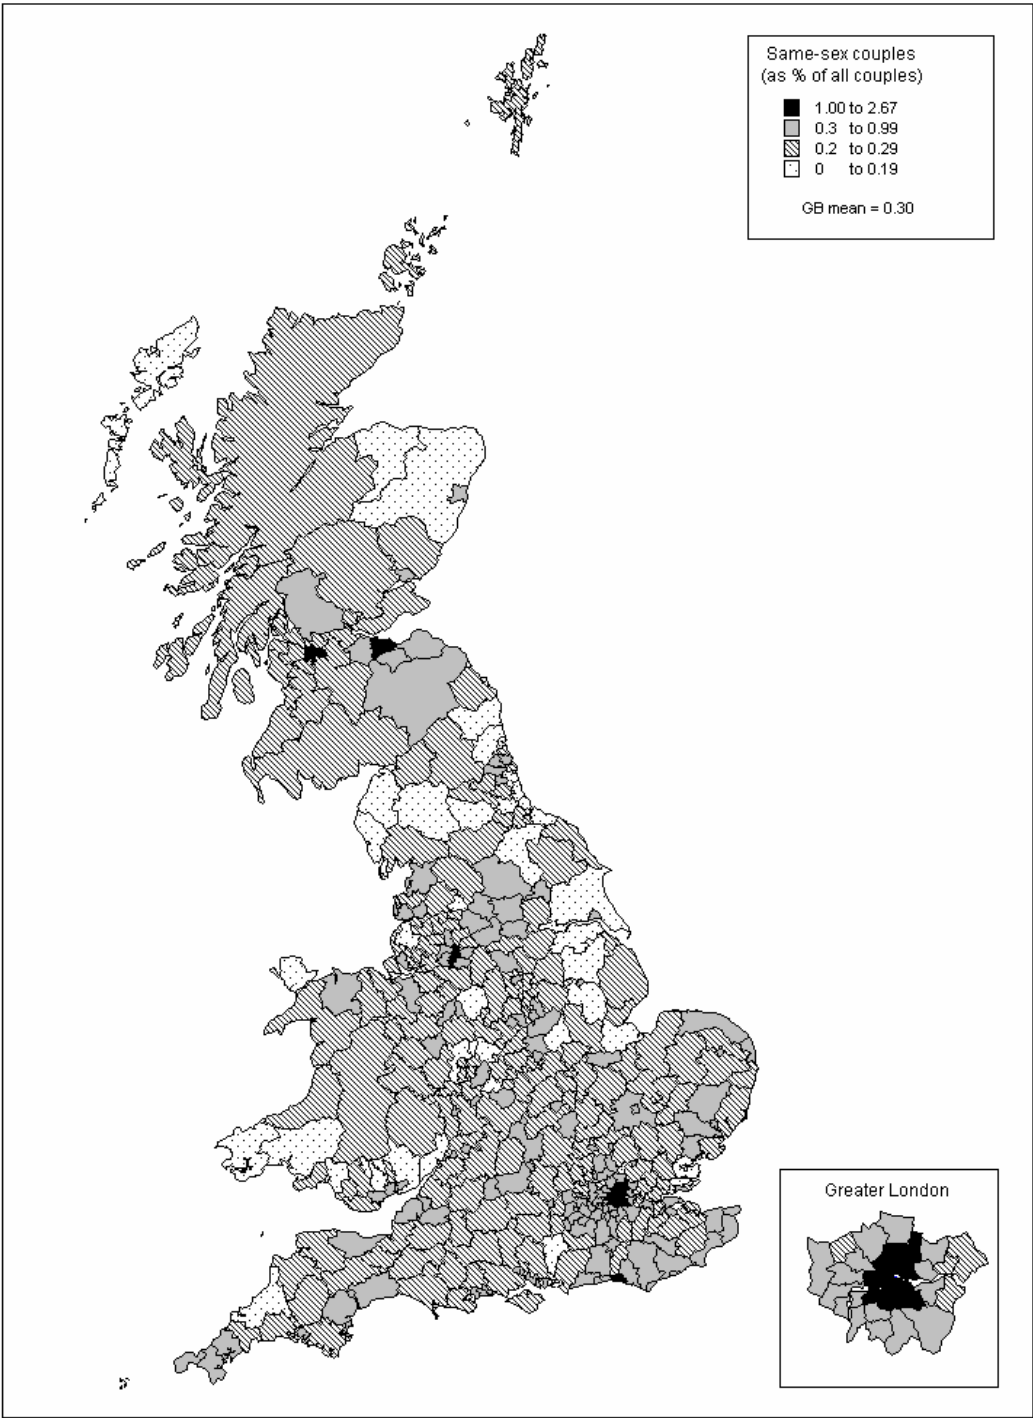 Same-sex couples
(as % of all couples)
1.00 to 2.67
0.3 to 0.99
0.2 to 0.29
0 to 0.19
GB mean = 0.30
Greater London